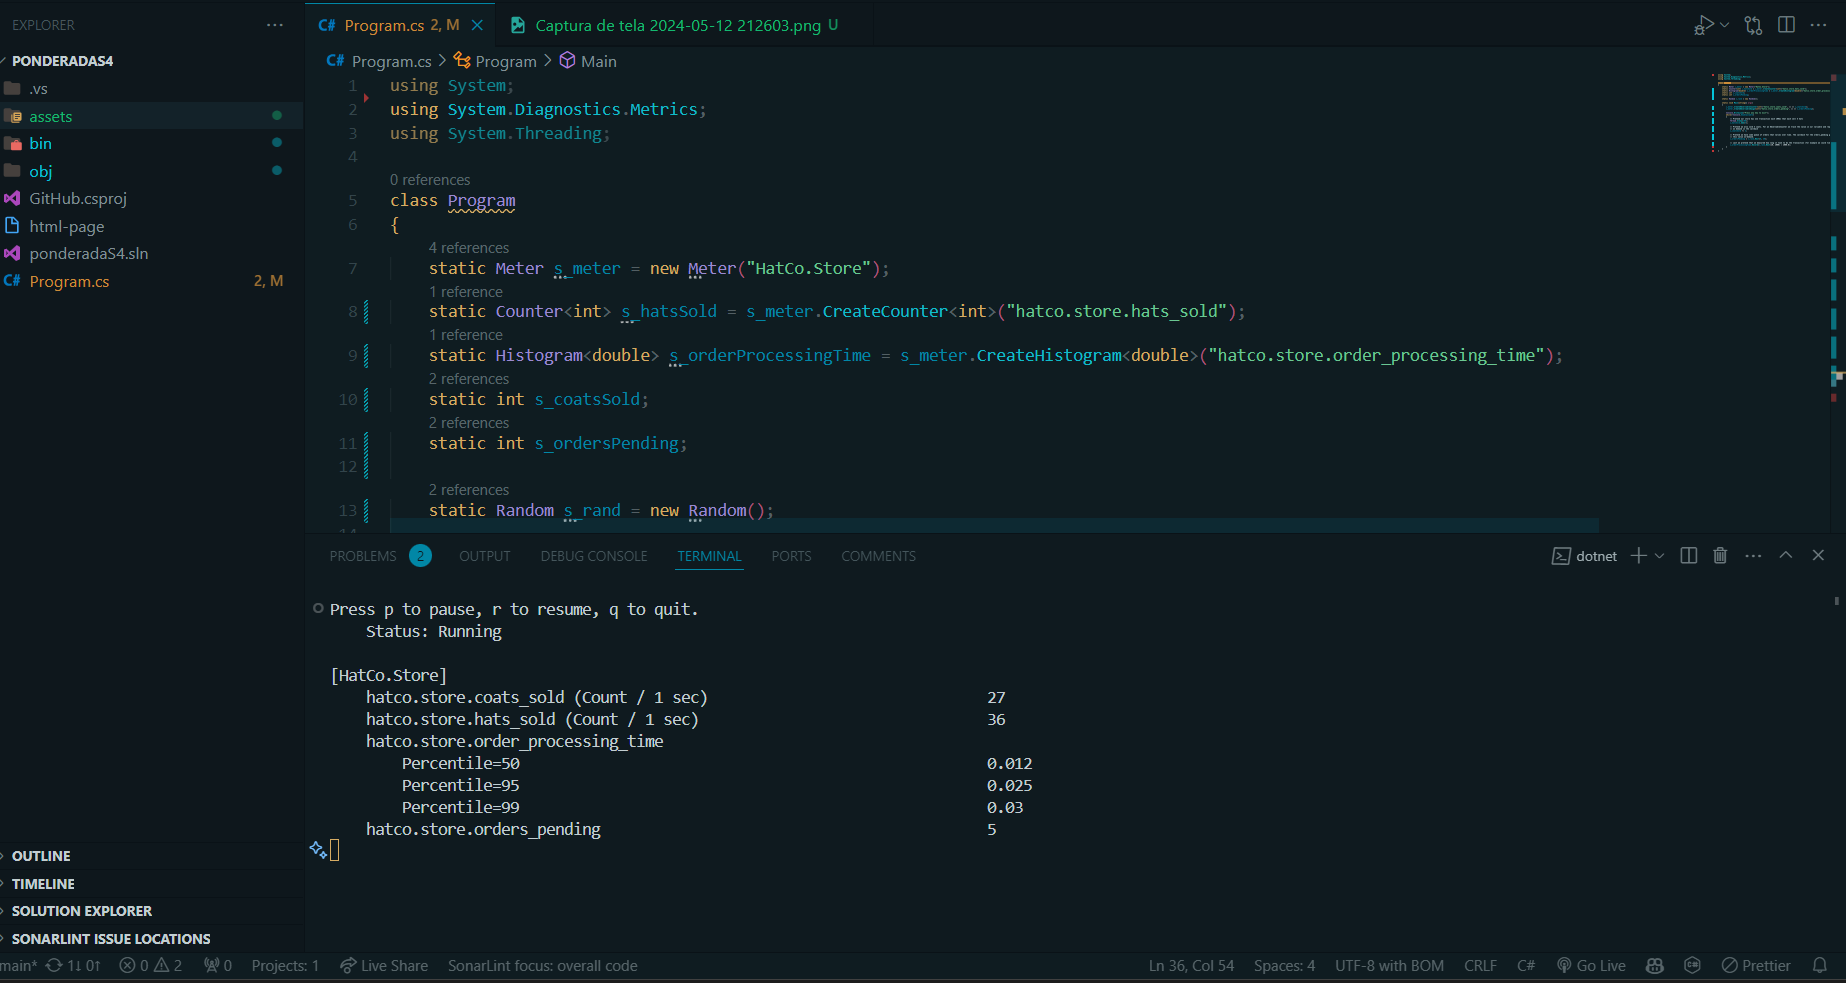 EXPLORER
PONDERADAS4
.vs
assets
bin
obj
GitHub.csproj
html-page
ponderadaS4.sln
C# Program.cs 2, M
OUTLINE
TIMELINE
SOLUTION EXPLORER
SONARLINT ISSUE LOCATIONS
C# Program.cs 2, M
Captura de tela 2024-05-12 212603.png U
C# Program.cs > Program > Main
1 using System;
2 using System.Diagnostics.Metrics;
3 using System.Threading;
4
0 references
5 class Program
6 {
4 references
7 static Meter s_meter = new Meter("HatCo.Store");
1 reference
8 static Counter<int> s_hatsSold = s_meter.CreateCounter<int>("hatco.store.hats_sold");
1 reference
9 static Histogram<double> s_orderProcessingTime = s_meter.CreateHistogram<double>("hatco.store.order_processing_time");
2 references
10 static int s_coatsSold;
2 references
11 static int s_ordersPending;
12
2 references
13 static Random s_rand = new Random();
PROBLEMS 2 OUTPUT DEBUG CONSOLE TERMINAL PORTS COMMENTS dotnet
Press p to pause, r to resume, q to quit.
Status: Running
[HatCo.Store]
hatco.store.coats_sold (Count / 1 sec) 27
hatco.store.hats_sold (Count / 1 sec) 36
hatco.store.order_processing_time
Percentile=50 0.012
Percentile=95 0.025
Percentile=99 0.03
hatco.store.orders_pending 5
main* 1↓ 0↑ 0 2 0 Projects: 1 Live Share SonarLint focus: overall code Ln 36, Col 54 Spaces: 4 UTF-8 with BOM CRLF C# Go Live Prettier